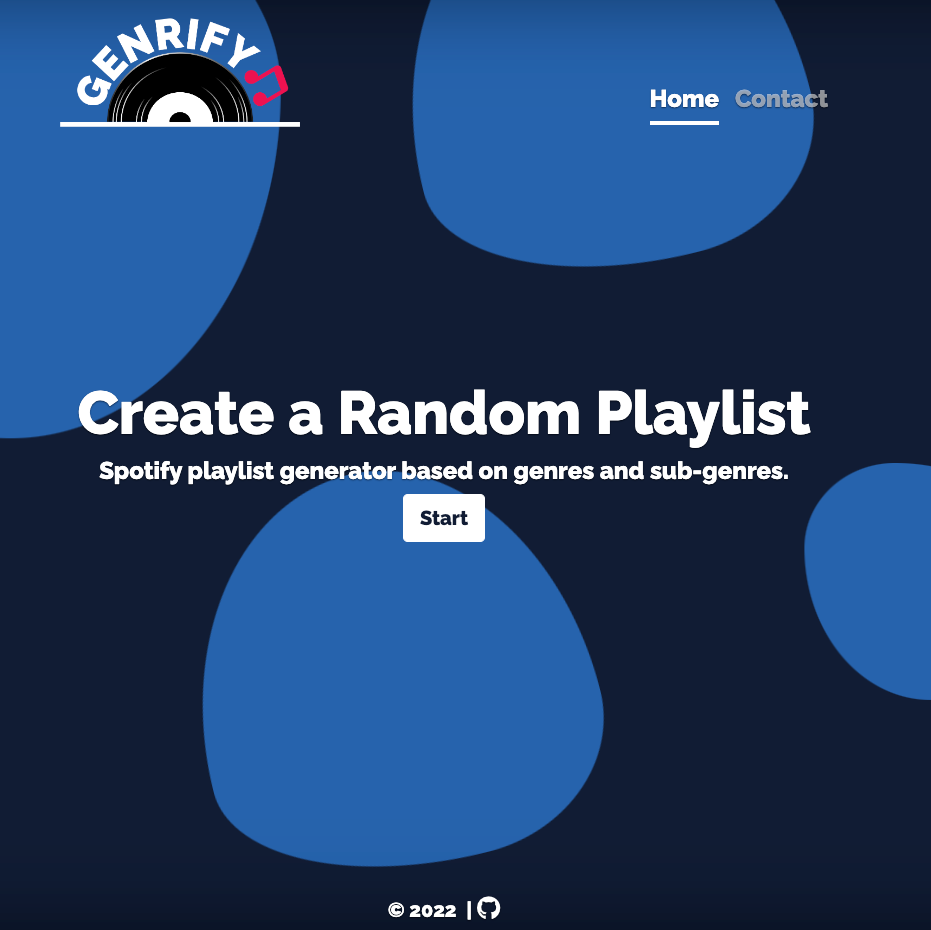 GENRIFY
Home Contact
Create a Random Playlist
Spotify playlist generator based on genres and sub-genres.
Start
© 2022 |